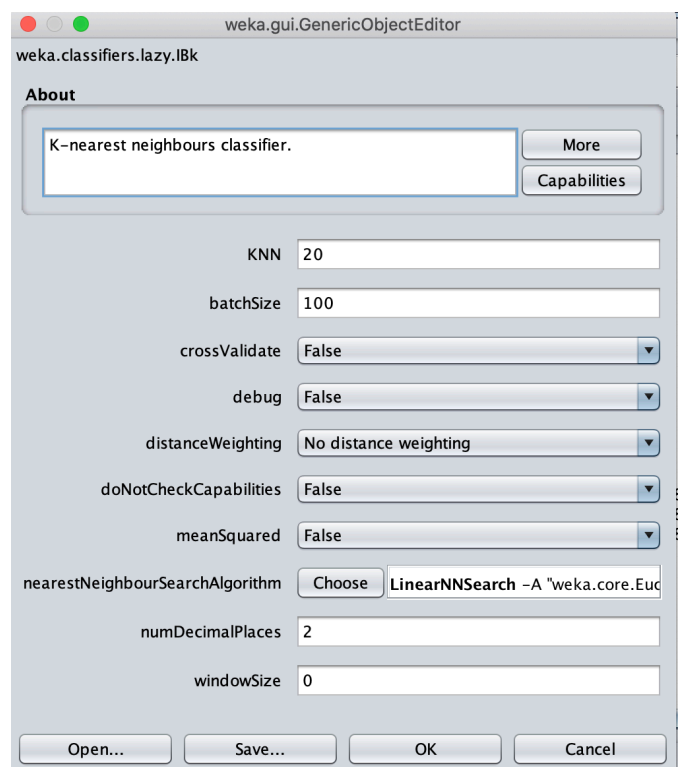 weka.gui.GenericObjectEditor
weka.classifiers.lazy.IBk
About
K-nearest neighbours classifier.
More
Capabilities
KNN 20
batchSize 100
crossValidate False
debug False
distanceWeighting No distance weighting
doNotCheckCapabilities False
meanSquared False
nearestNeighbourSearchAlgorithm Choose LinearNNSearch -A "weka.core.Euc
numDecimalPlaces 2
windowSize 0
Open... Save... OK Cancel